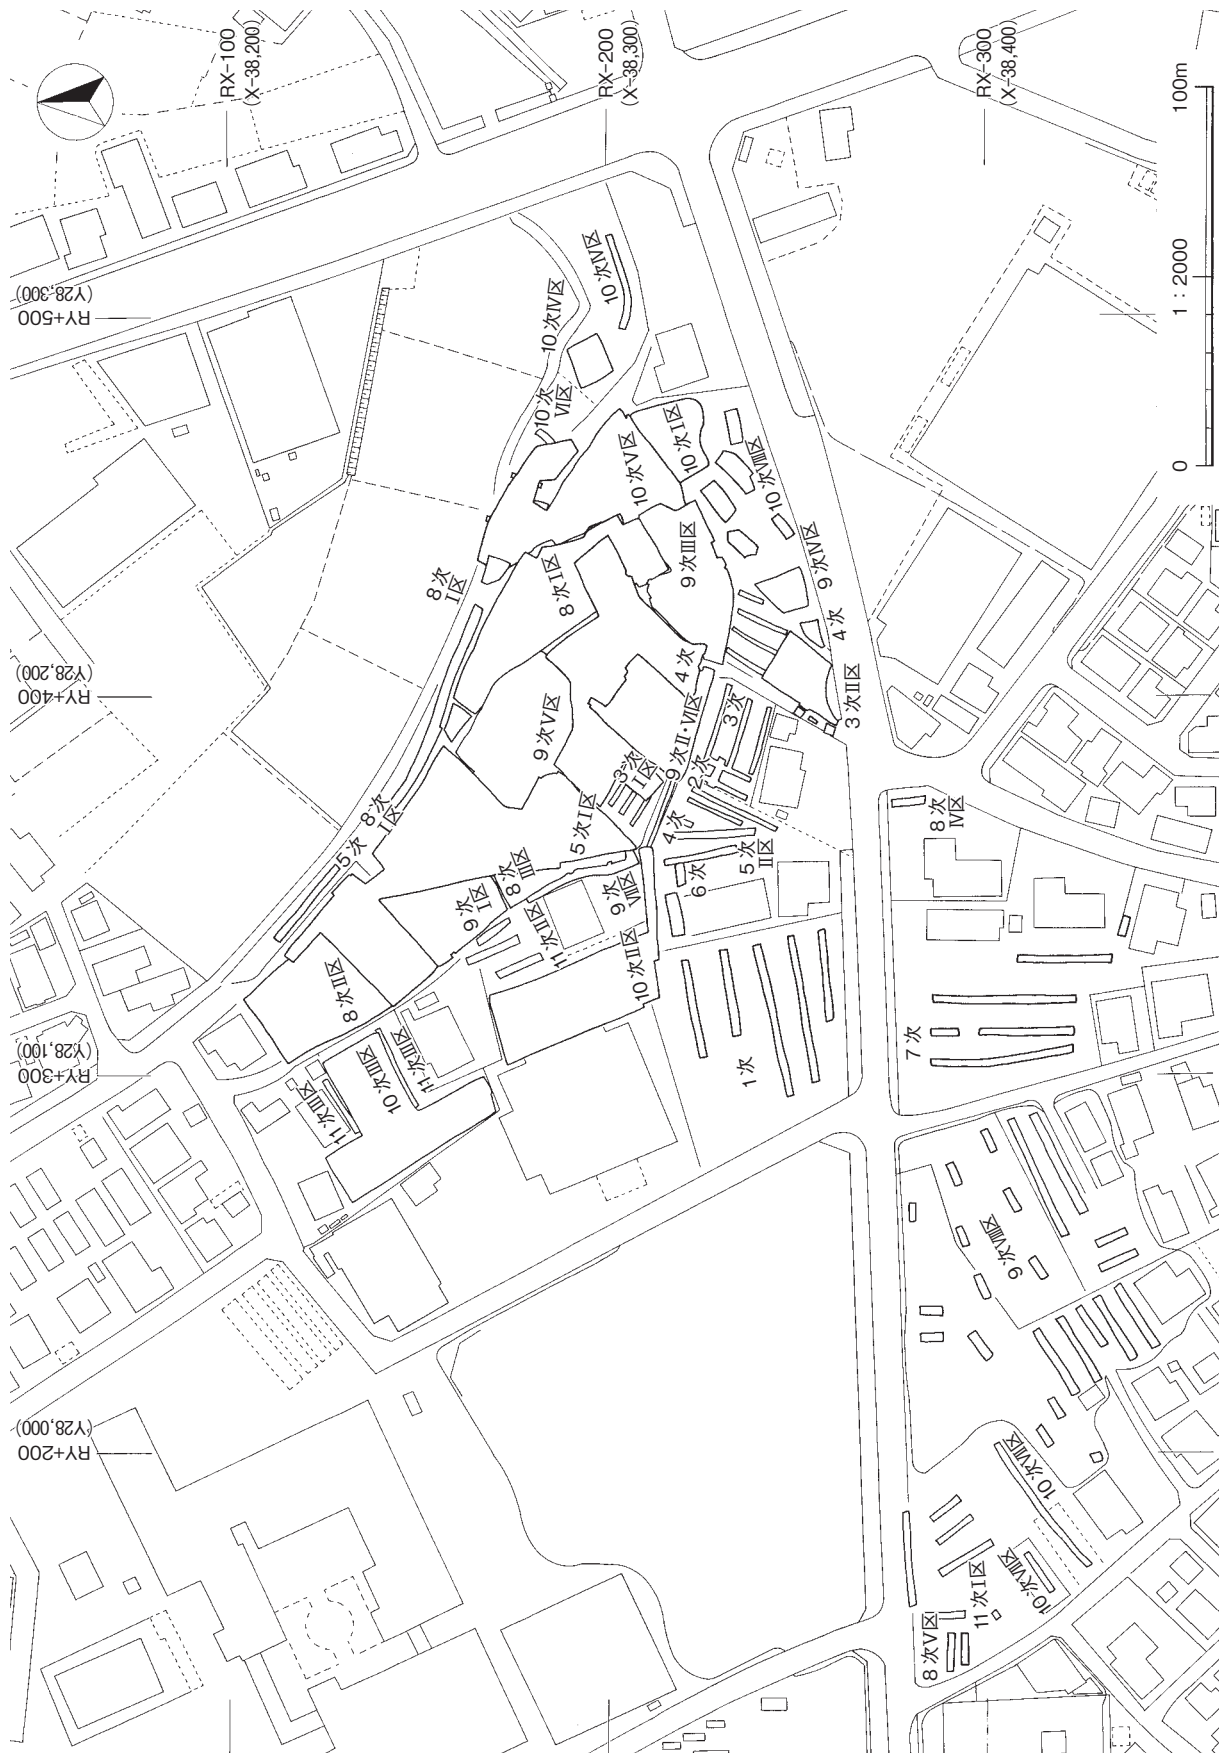 RX-100
(X-38,200)
RX-200
(X-38,300)
RX-300
(X-38,400)
RY+500
(Y28,300)
RY+400
(Y28,200)
RY+300
(Y28,100)
RY+200
(Y28,000)
0
1：2000
100m
10次Ⅳ区
10次Ⅳ区
10次
Ⅵ区
10次Ⅴ区
10次Ⅰ区
10次Ⅷ区
8次
Ⅰ区
8次Ⅰ区
9次Ⅲ区
9次Ⅳ区
4次
3次Ⅱ区
9次Ⅴ区
4次
9次Ⅱ・Ⅵ区
3次
3次
Ⅰ区
2次
5次
8次
Ⅰ区
5次Ⅰ区
4次
5次
Ⅱ区
6次
8次
Ⅲ区
9次
Ⅰ区
9次
Ⅶ区
11次Ⅱ区
10次Ⅱ区
8次Ⅱ区
10次Ⅲ区
11次Ⅲ区
11次Ⅲ区
1次
8次
Ⅳ区
7次
9次Ⅷ区
10次Ⅶ区
10次Ⅶ区
11次Ⅰ区
8次Ⅴ区